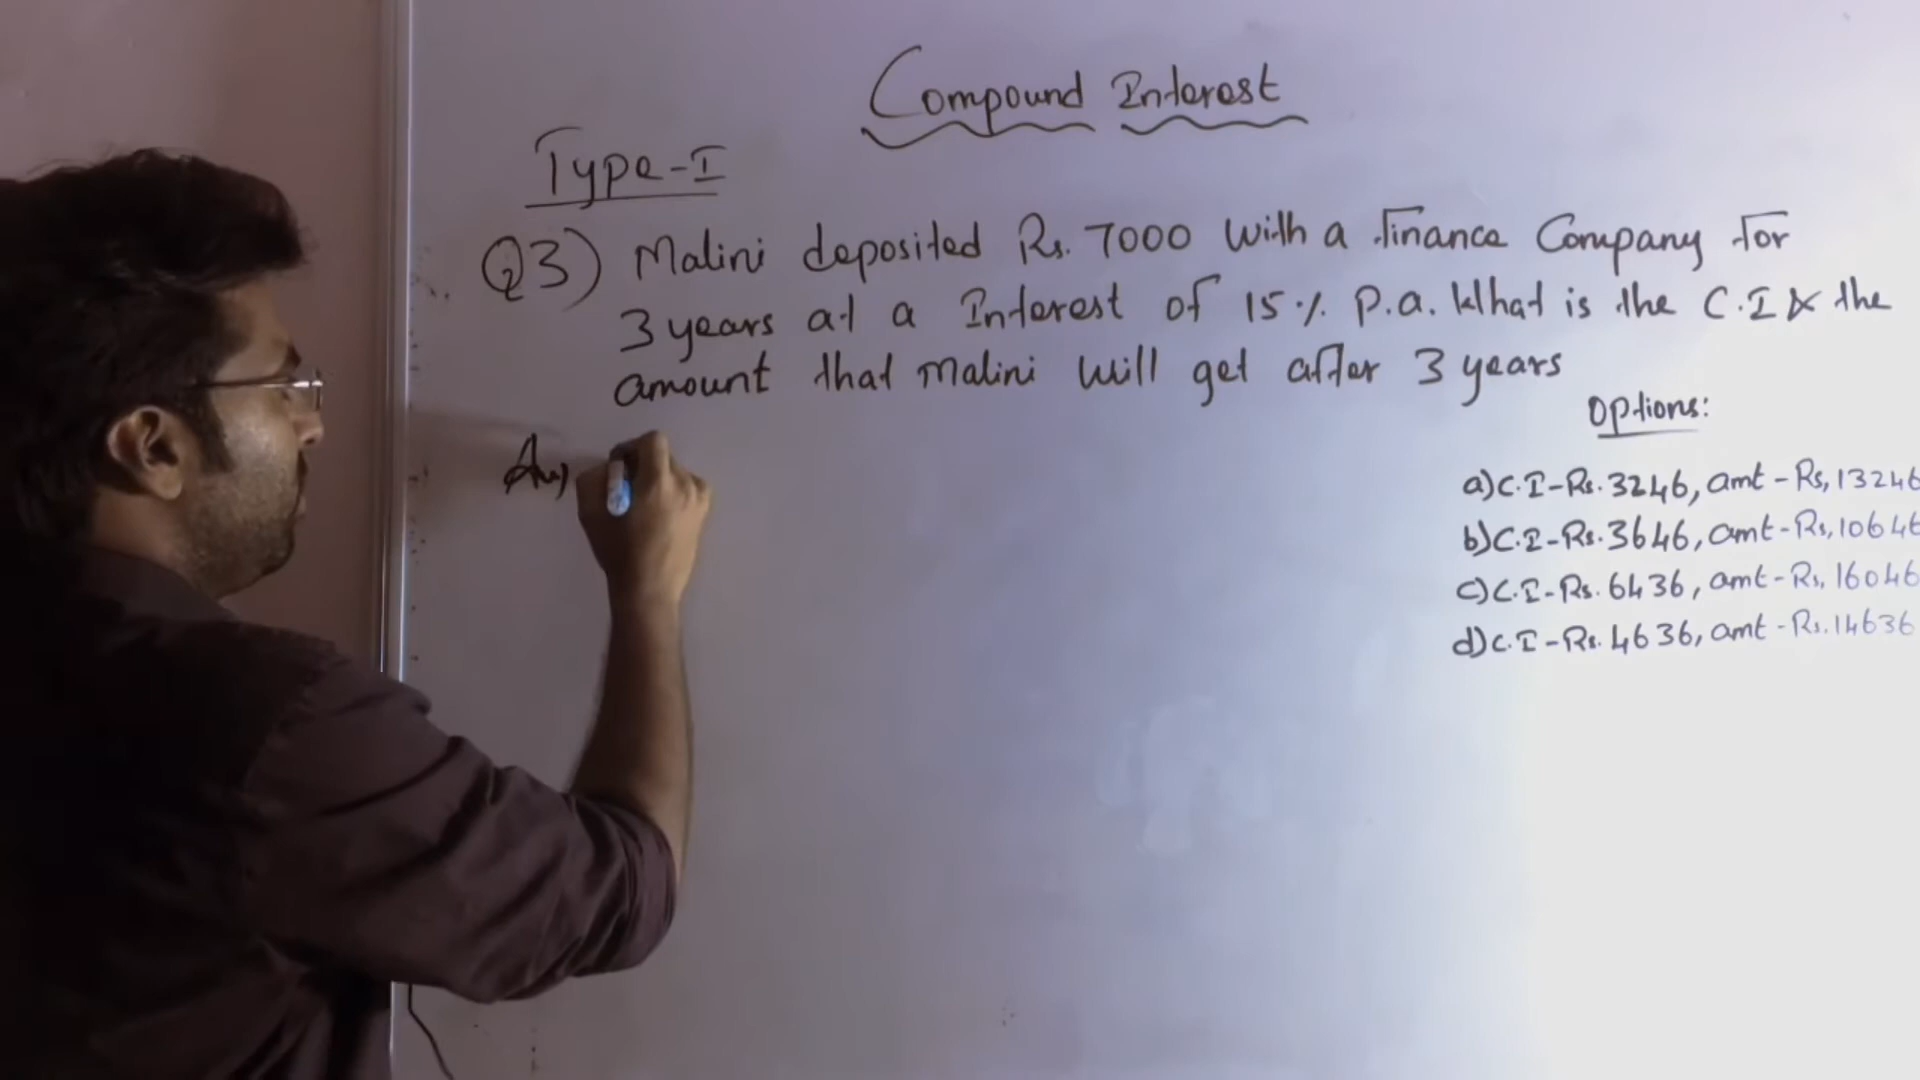 Compound Interest
Type-I
Q3) Malini deposited Rs. 7000 with a finance Company for
3 years at a Interest of 15 % P.a. What is the C.I & the
amount that Malini will get after 3 years
Options:
a) C.I-Rs. 3246, amt - Rs, 13246
b) C.I-Rs. 3646, amt - Rs, 10646
c) C.I-Rs. 6436, amt - Rs, 16046
d) C.I-Rs. 4636, amt - Rs. 14636